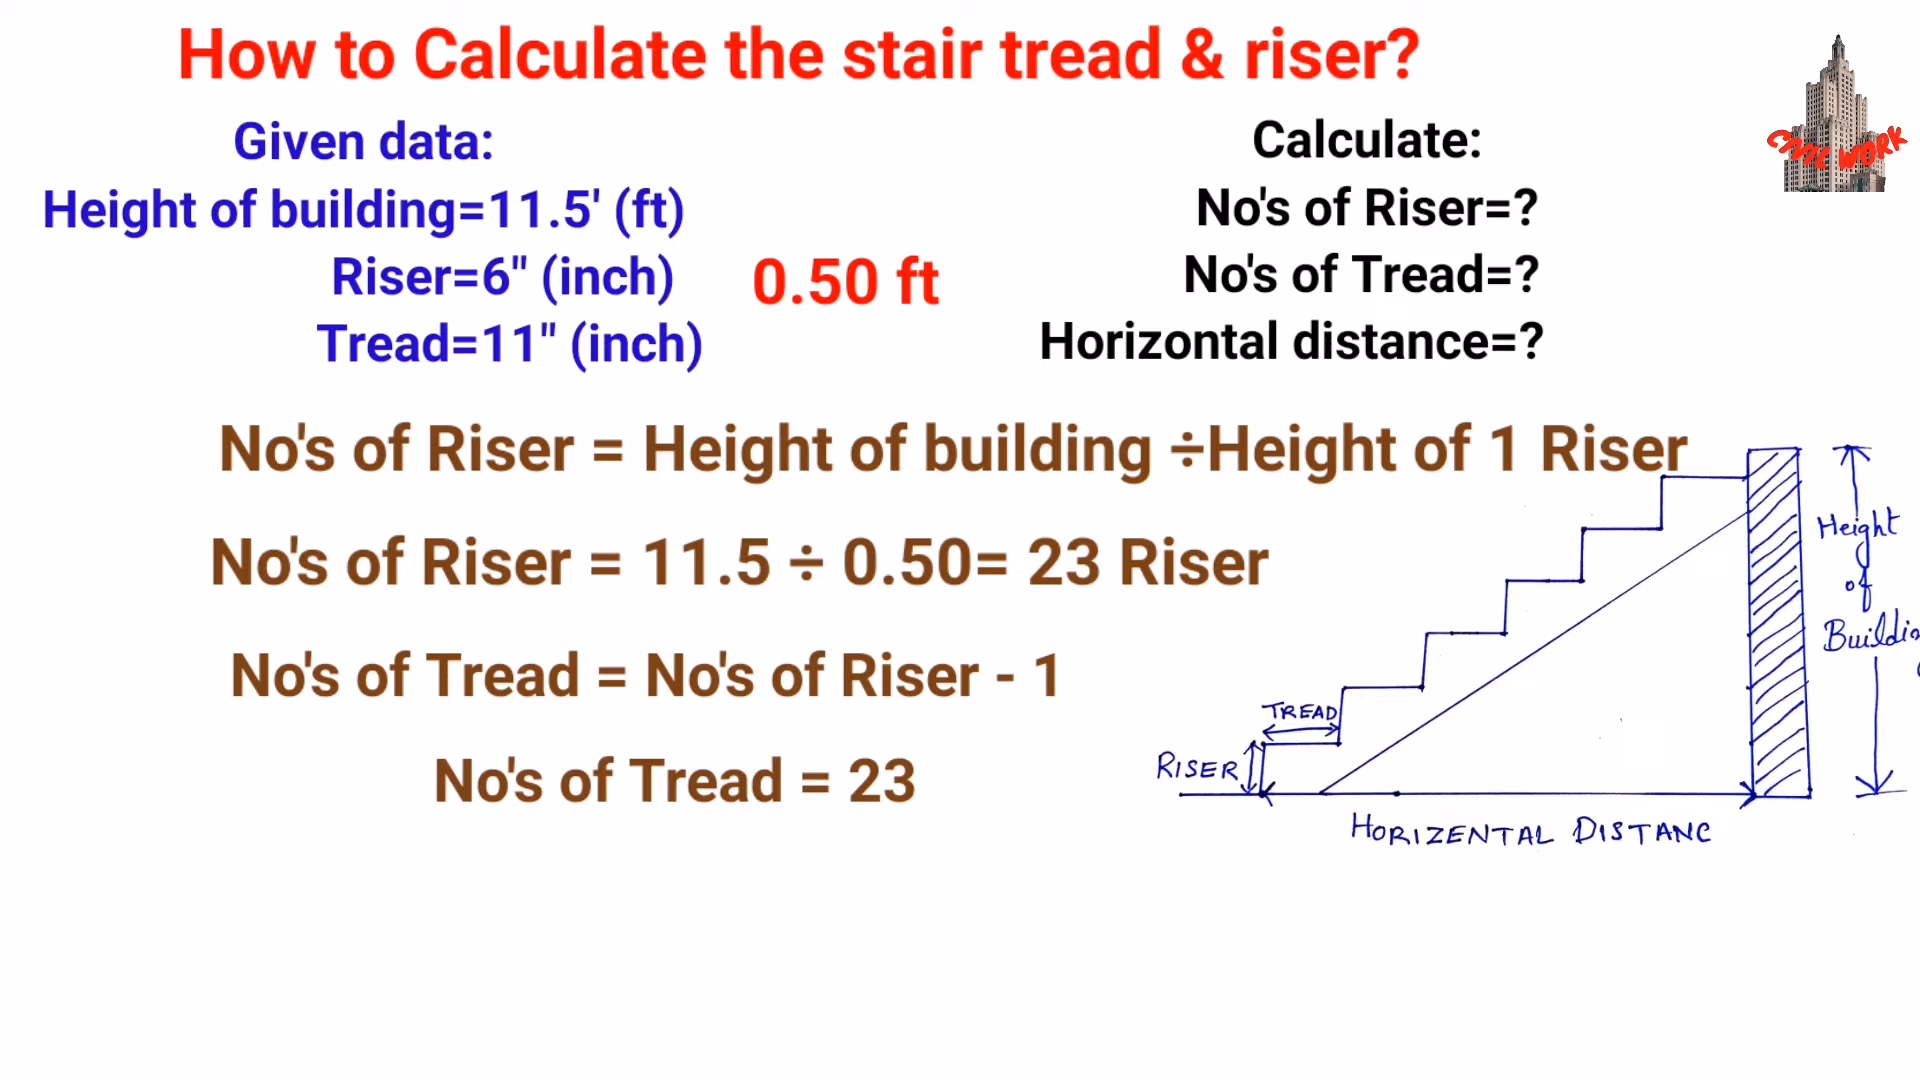 How to Calculate the stair tread & riser?
Given data:
Height of building=11.5' (ft)
Riser=6" (inch)
0.50 ft
Tread=11" (inch)
Calculate:
No's of Riser=?
No's of Tread=?
Horizontal distance=?
CIVIL WORK
No's of Riser = Height of building ÷Height of 1 Riser
No's of Riser = 11.5 ÷ 0.50= 23 Riser
No's of Tread = No's of Riser - 1
No's of Tread = 23
TREAD
RISER
HORIZENTAL DISTANC
Height
of
Buildin